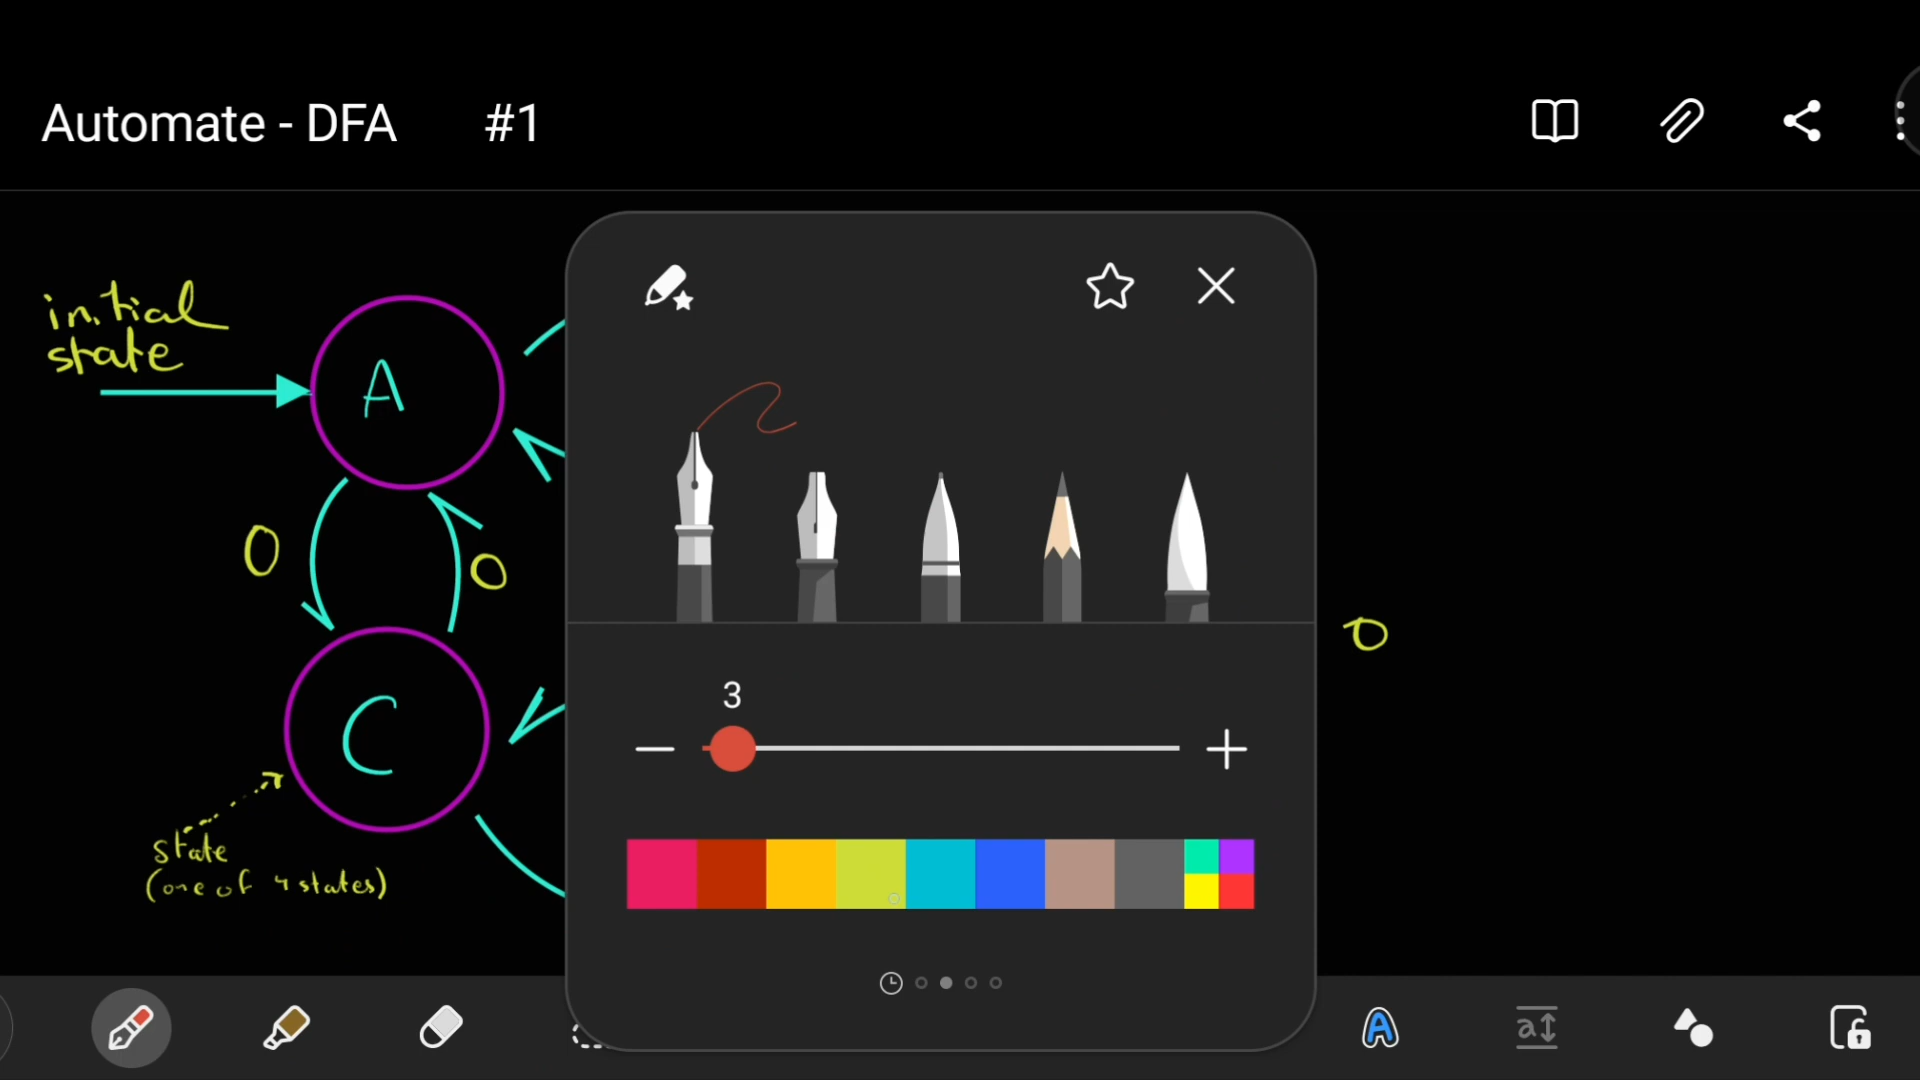 Automate - DFA #1
initial
state
A
0 0
3
0
C
state
(one of 4 states)
A a